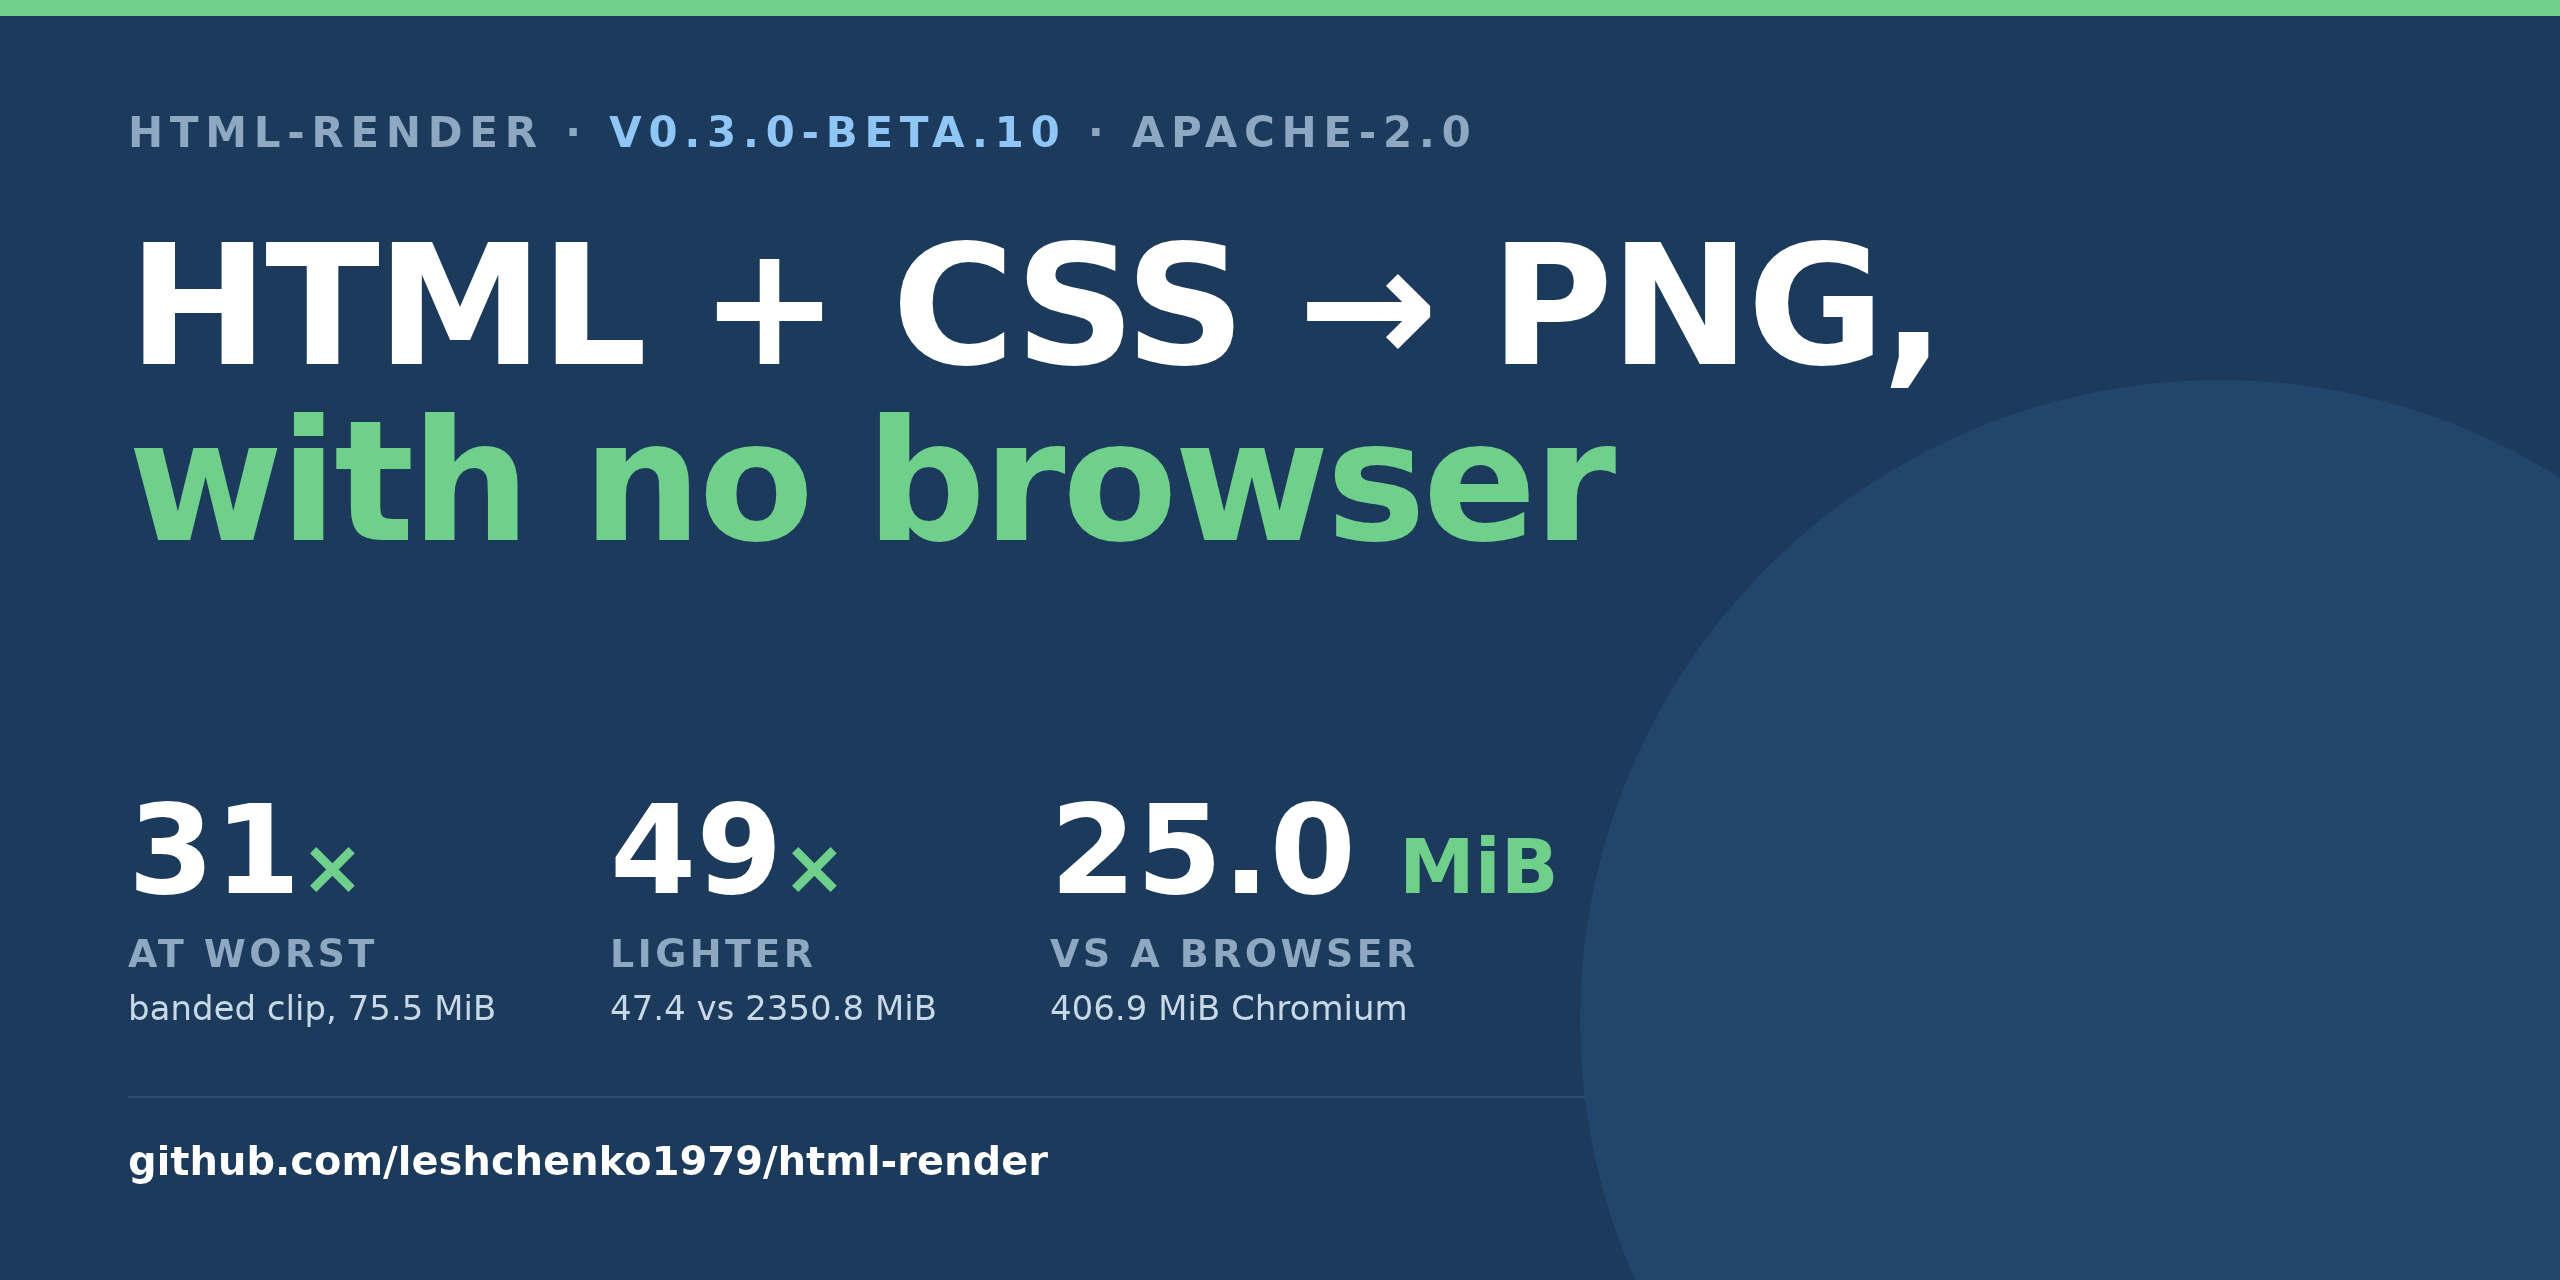 HTML-RENDER · V0.3.0-BETA.10 · APACHE-2.0
HTML + CSS → PNG,
with no browser
31× 49× 25.0 MiB
AT WORST LIGHTER VS A BROWSER
banded clip, 75.5 MiB 47.4 vs 2350.8 MiB 406.9 MiB Chromium
github.com/leshchenko1979/html-render